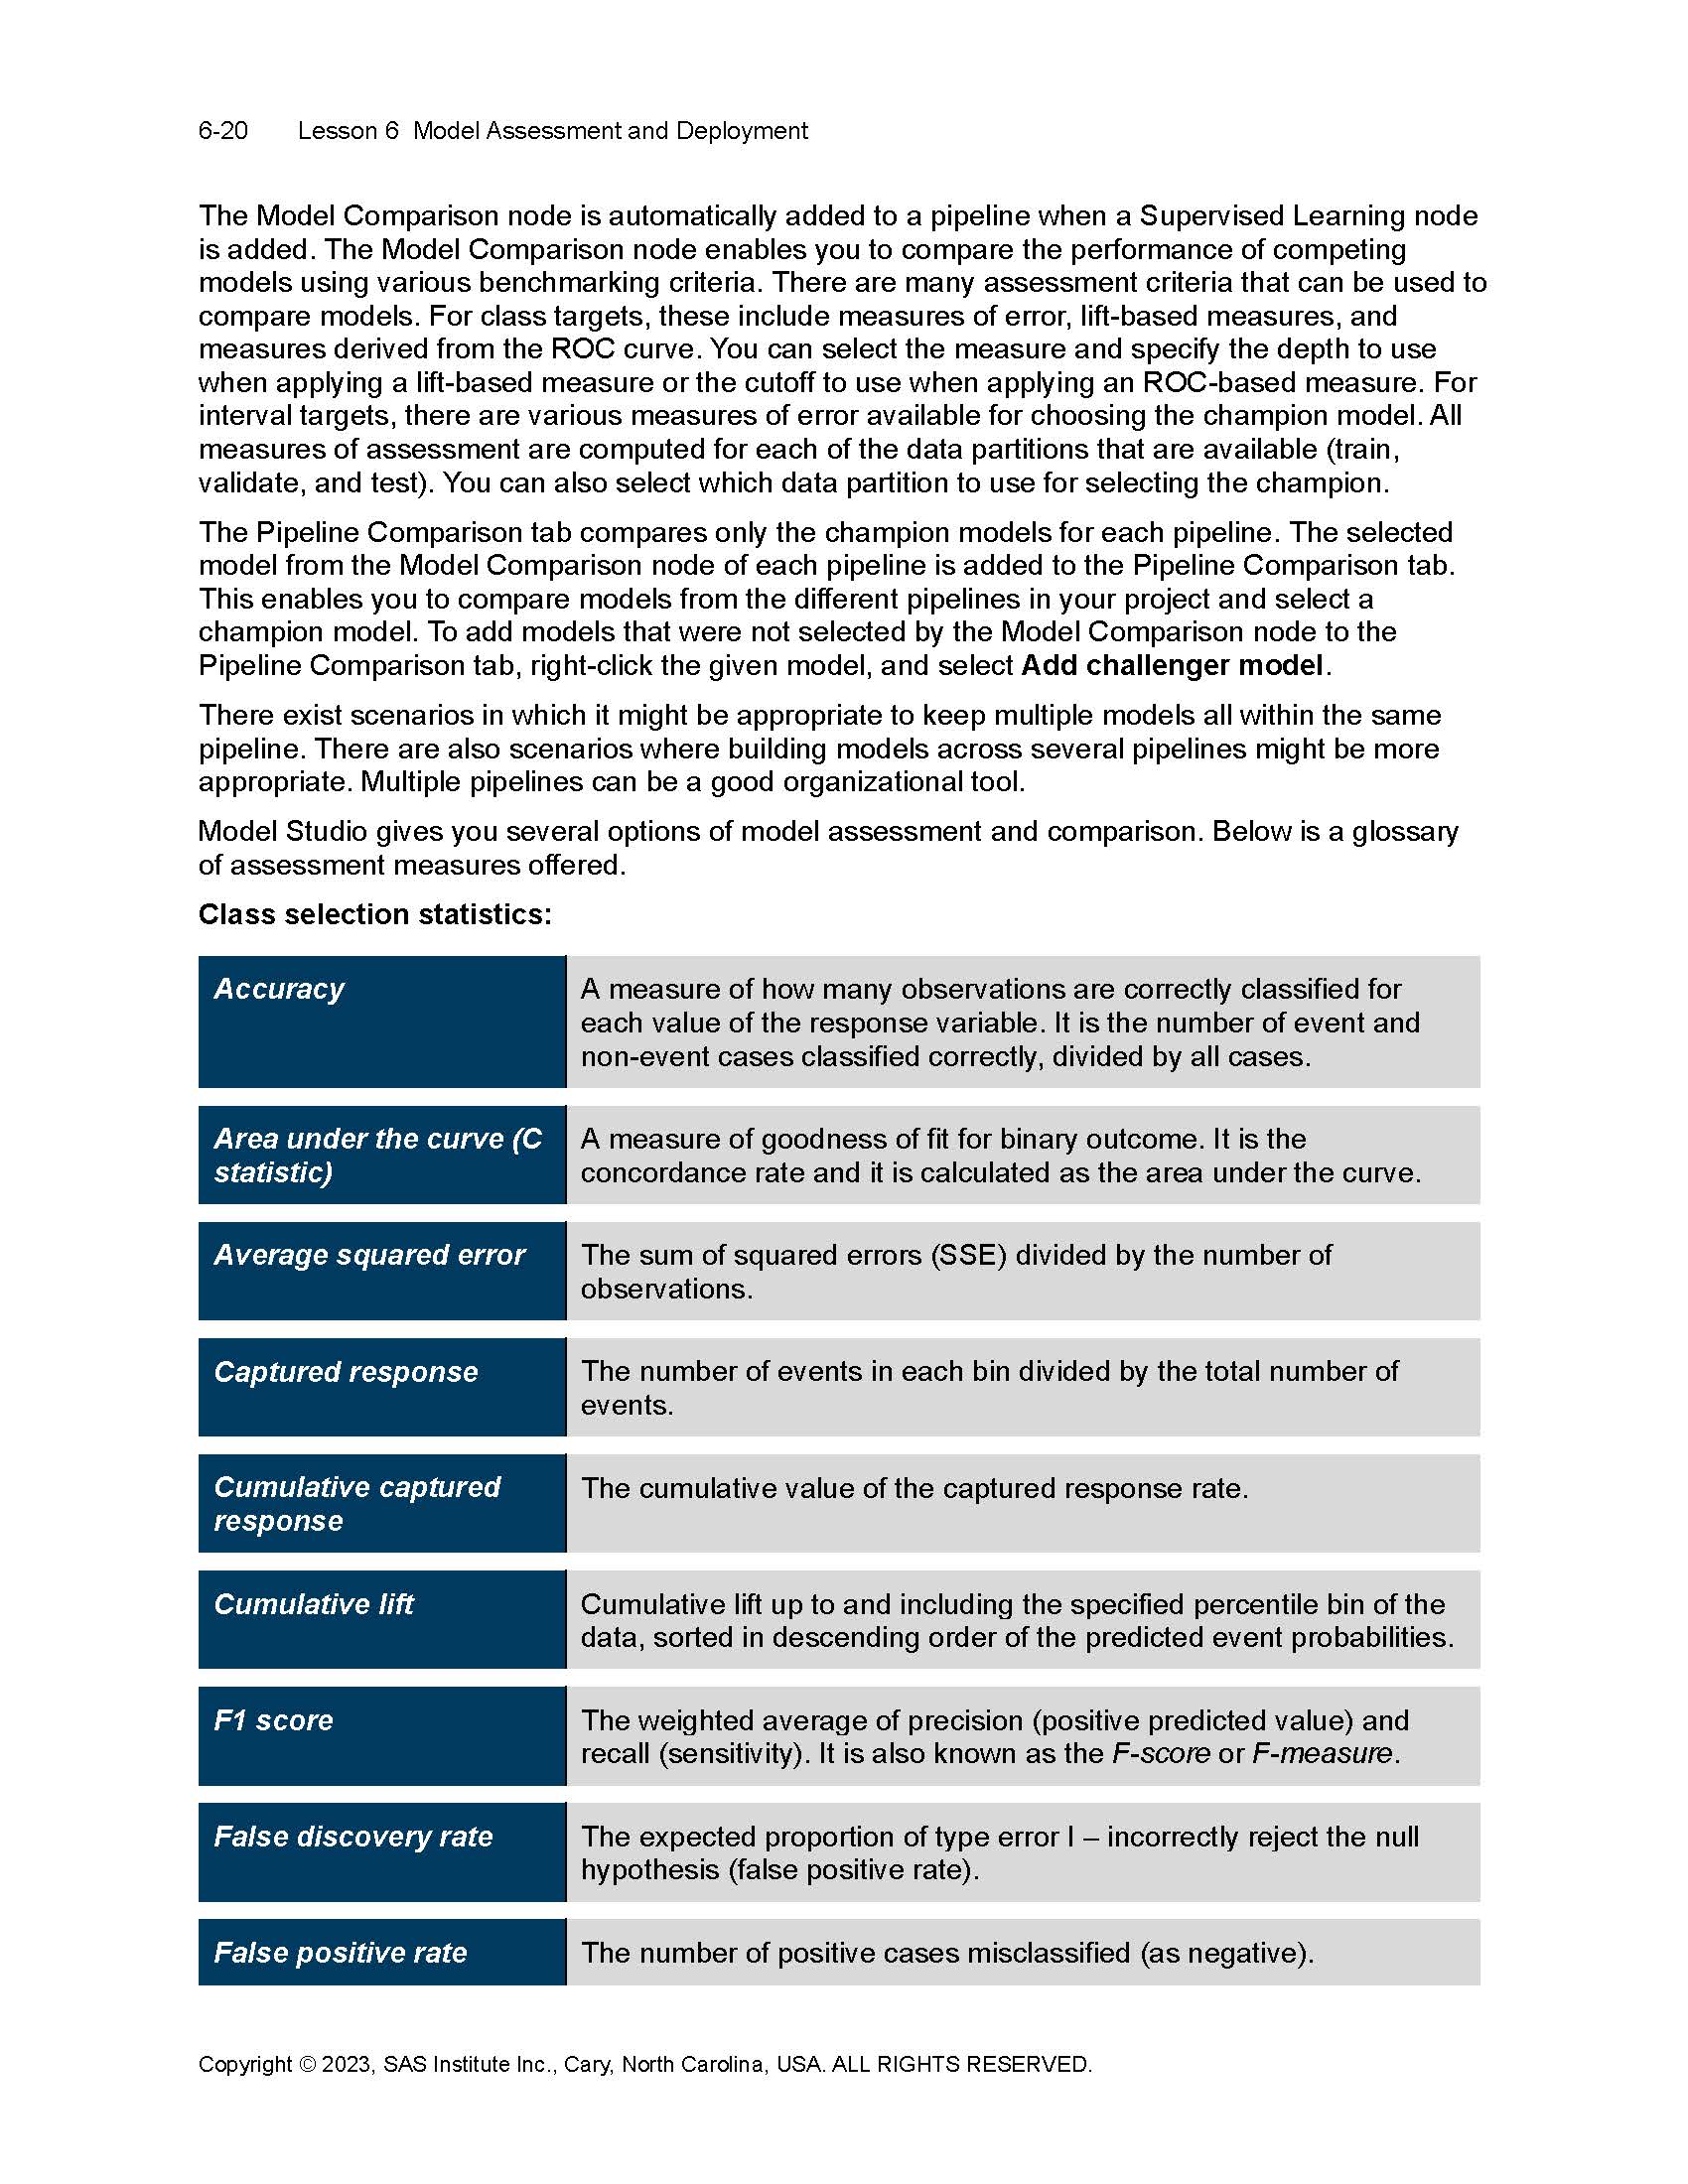 6-20 Lesson 6 Model Assessment and Deployment
The Model Comparison node is automatically added to a pipeline when a Supervised Learning node
is added. The Model Comparison node enables you to compare the performance of competing
models using various benchmarking criteria. There are many assessment criteria that can be used to
compare models. For class targets, these include measures of error, lift-based measures, and
measures derived from the ROC curve. You can select the measure and specify the depth to use
when applying a lift-based measure or the cutoff to use when applying an ROC-based measure. For
interval targets, there are various measures of error available for choosing the champion model. All
measures of assessment are computed for each of the data partitions that are available (train,
validate, and test). You can also select which data partition to use for selecting the champion.
The Pipeline Comparison tab compares only the champion models for each pipeline. The selected
model from the Model Comparison node of each pipeline is added to the Pipeline Comparison tab.
This enables you to compare models from the different pipelines in your project and select a
champion model. To add models that were not selected by the Model Comparison node to the
Pipeline Comparison tab, right-click the given model, and select Add challenger model.
There exist scenarios in which it might be appropriate to keep multiple models all within the same
pipeline. There are also scenarios where building models across several pipelines might be more
appropriate. Multiple pipelines can be a good organizational tool.
Model Studio gives you several options of model assessment and comparison. Below is a glossary
of assessment measures offered.
Class selection statistics:
Accuracy
A measure of how many observations are correctly classified for
each value of the response variable. It is the number of event and
non-event cases classified correctly, divided by all cases.
Area under the curve (C
statistic)
A measure of goodness of fit for binary outcome. It is the
concordance rate and it is calculated as the area under the curve.
Average squared error
The sum of squared errors (SSE) divided by the number of
observations.
Captured response
The number of events in each bin divided by the total number of
events.
Cumulative captured
response
The cumulative value of the captured response rate.
Cumulative lift
Cumulative lift up to and including the specified percentile bin of the
data, sorted in descending order of the predicted event probabilities.
F1 score
The weighted average of precision (positive predicted value) and
recall (sensitivity). It is also known as the F-score or F-measure.
False discovery rate
The expected proportion of type error I – incorrectly reject the null
hypothesis (false positive rate).
False positive rate
The number of positive cases misclassified (as negative).
Copyright © 2023, SAS Institute Inc., Cary, North Carolina, USA. ALL RIGHTS RESERVED.